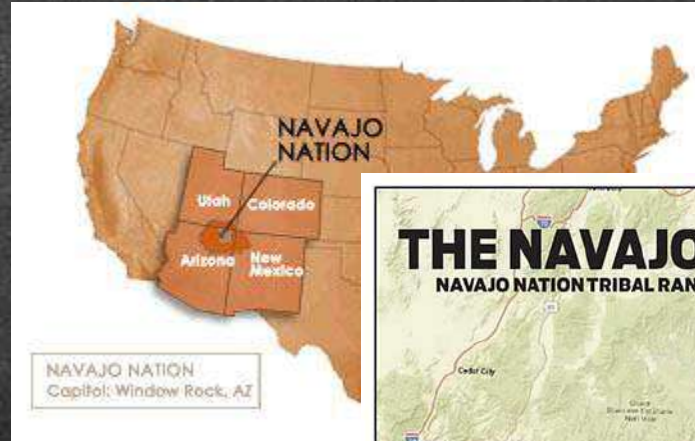 NAVAJO
NATION
Utah
Colorado
Arizona
New
Mexico
NAVAJO NATION
Capitol: Window Rock, AZ
THE NAVAJO
NAVAJO NATION TRIBAL RAN
Cedar City